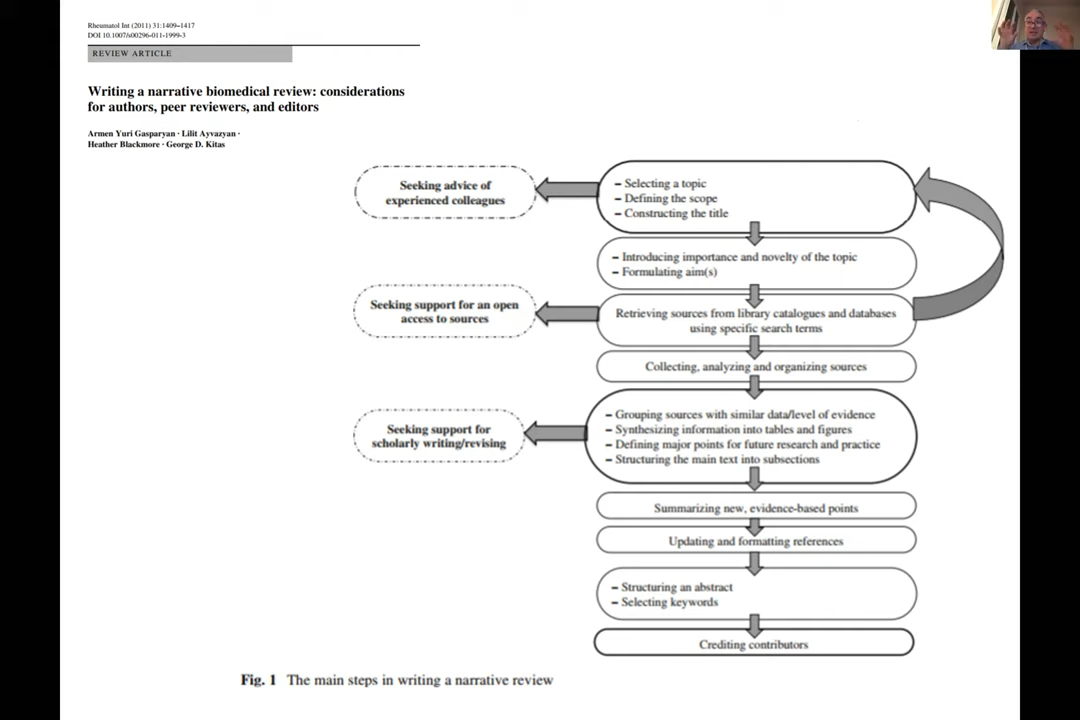 Rheumatol Int (2011) 31:1409–1417
DOI 10.1007/s00296-011-1999-3
REVIEW ARTICLE
Writing a narrative biomedical review: considerations
for authors, peer reviewers, and editors
Armen Yuri Gasparyan · Lilit Ayvazyan ·
Heather Blackmore · George D. Kitas
Seeking advice of
experienced colleagues
– Selecting a topic
– Defining the scope
– Constructing the title
– Introducing importance and novelty of the topic
– Formulating aim(s)
Seeking support for an open
access to sources
Retrieving sources from library catalogues and databases
using specific search terms
Collecting, analyzing and organizing sources
Seeking support for
scholarly writing/revising
– Grouping sources with similar data/level of evidence
– Synthesizing information into tables and figures
– Defining major points for future research and practice
– Structuring the main text into subsections
Summarizing new, evidence-based points
Updating and formatting references
– Structuring an abstract
– Selecting keywords
Crediting contributors
Fig. 1 The main steps in writing a narrative review